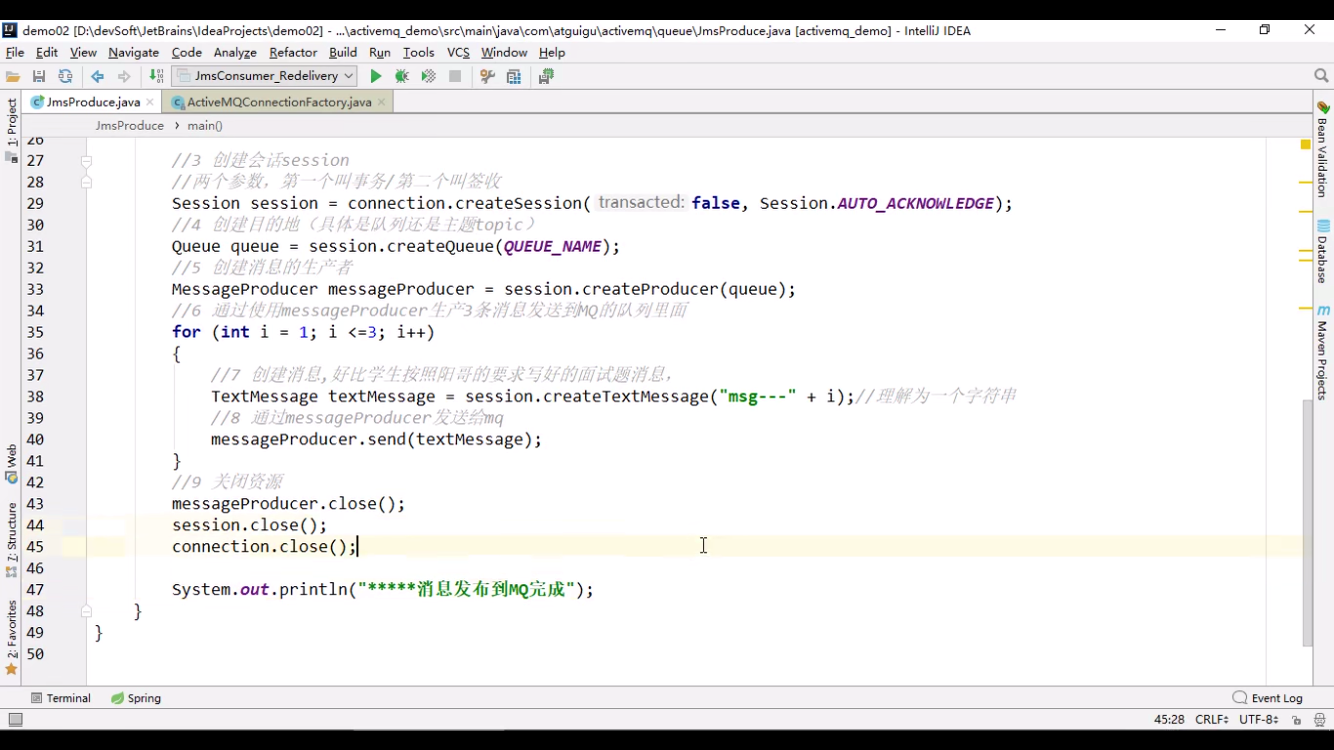 demo02 [D:\devSoft\JetBrains\IdeaProjects\demo02] - ...\activemq_demo\src\main\java\com\atguigu\activemq\queue\JmsProduce.java [activemq_demo] - IntelliJ IDEA
File Edit View Navigate Code Analyze Refactor Build Run Tools VCS Window Help
JmsConsumer_Redelivery
JmsProduce.java ActiveMQConnectionFactory.java
JmsProduce main()
1: Project
Web
7: Structure
2: Favorites
26
27 //3 创建会话session
28 //两个参数，第一个叫事务/第二个叫签收
29 Session session = connection.createSession( transacted: false, Session.AUTO_ACKNOWLEDGE);
30 //4 创建目的地（具体是队列还是主题topic）
31 Queue queue = session.createQueue(QUEUE_NAME);
32 //5 创建消息的生产者
33 MessageProducer messageProducer = session.createProducer(queue);
34 //6 通过使用messageProducer生产3条消息发送到MQ的队列里面
35 for (int i = 1; i <=3; i++)
36 {
37 //7 创建消息,好比学生按照阳哥的要求写好的面试题消息，
38 TextMessage textMessage = session.createTextMessage("msg---" + i);//理解为一个字符串
39 //8 通过messageProducer发送给mq
40 messageProducer.send(textMessage);
41 }
42 //9 关闭资源
43 messageProducer.close();
44 session.close();
45 connection.close();
46
47 System.out.println("*****消息发布到MQ完成");
48 }
49 }
50
Bean Validation
Database
Maven Projects
Terminal Spring Event Log
45:28 CRLF UTF-8